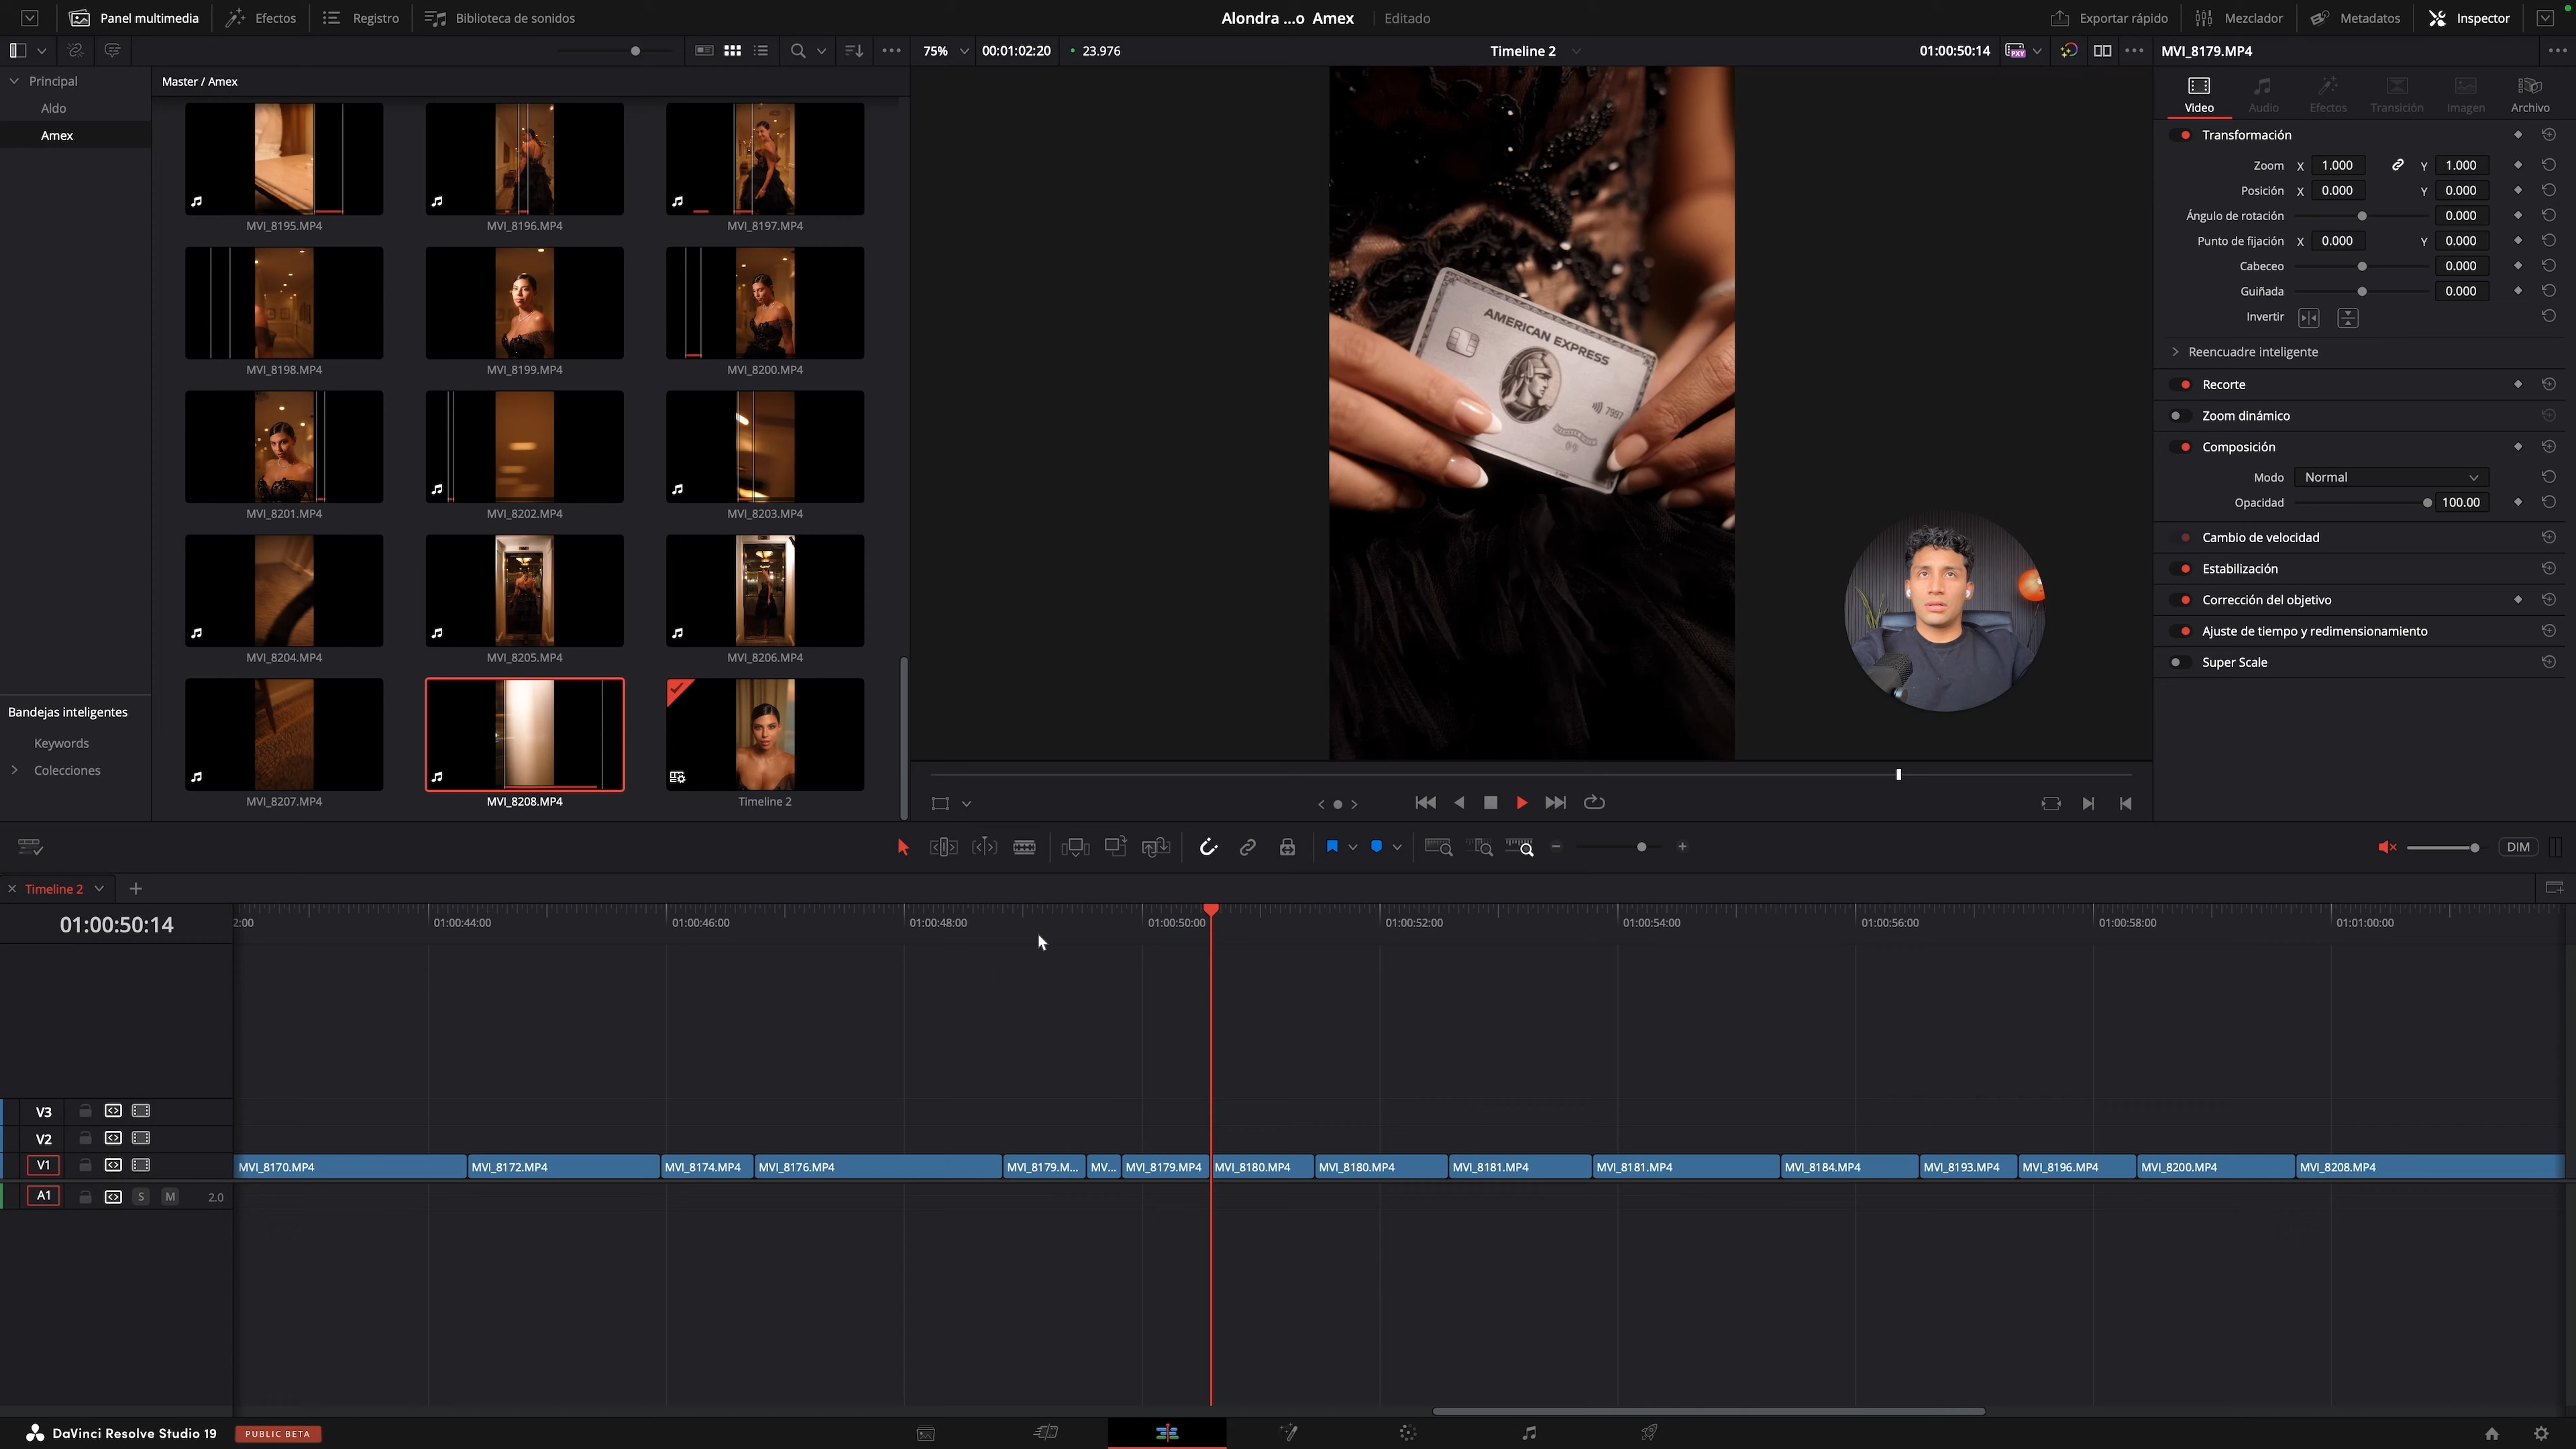 Panel multimedia Efectos Registro Biblioteca de sonidos Alondra ...o Amex Editado Exportar rápido Mezclador Metadatos Inspector
75% 00:01:02:20 23.976 Timeline 2 01:00:50:14 PXY MVI_8179.MP4
Principal
Aldo
Amex
Master / Amex
MVI_8195.MP4 MVI_8196.MP4 MVI_8197.MP4
MVI_8198.MP4 MVI_8199.MP4 MVI_8200.MP4
MVI_8201.MP4 MVI_8202.MP4 MVI_8203.MP4
MVI_8204.MP4 MVI_8205.MP4 MVI_8206.MP4
MVI_8207.MP4 MVI_8208.MP4 Timeline 2
Bandejas inteligentes
Keywords
Colecciones
AMERICAN EXPRESS
7997
Video Audio Efectos Transición Imagen Archivo
Transformación
Zoom X 1.000 Y 1.000
Posición X 0.000 Y 0.000
Ángulo de rotación 0.000
Punto de fijación X 0.000 Y 0.000
Cabeceo 0.000
Guiñada 0.000
Invertir
Reencuadre inteligente
Recorte
Zoom dinámico
Composición
Modo Normal
Opacidad 100.00
Cambio de velocidad
Estabilización
Corrección del objetivo
Ajuste de tiempo y redimensionamiento
Super Scale
DIM
Timeline 2
01:00:50:14
2:00 01:00:44:00 01:00:46:00 01:00:48:00 01:00:50:00 01:00:52:00 01:00:54:00 01:00:56:00 01:00:58:00 01:01:00:00
V3
V2
V1 MVI_8170.MP4 MVI_8172.MP4 MVI_8174.MP4 MVI_8176.MP4 MVI_8179.M... MV... MVI_8179.MP4 MVI_8180.MP4 MVI_8180.MP4 MVI_8181.MP4 MVI_8181.MP4 MVI_8184.MP4 MVI_8193.MP4 MVI_8196.MP4 MVI_8200.MP4 MVI_8208.MP4
A1 S M 2.0
DaVinci Resolve Studio 19 PUBLIC BETA